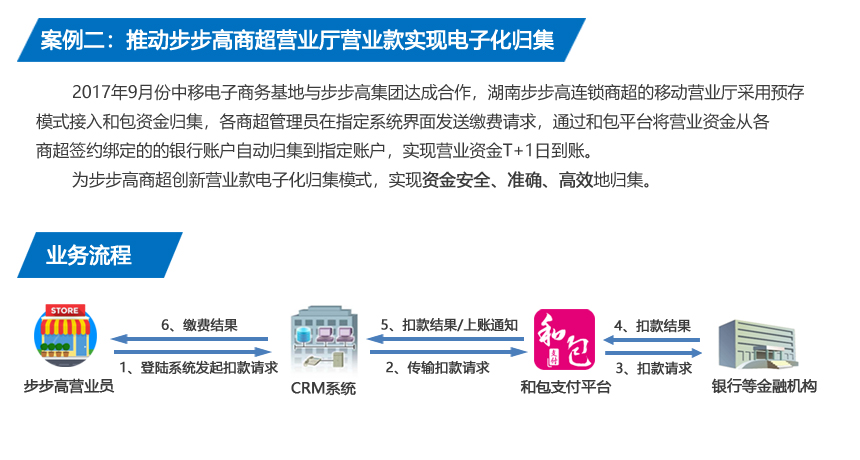 案例二：推动步步高商超营业厅营业款实现电子化归集
2017年9月份中移电子商务基地与步步高集团达成合作，湖南步步高连锁商超的移动营业厅采用预存
模式接入和包资金归集，各商超管理员在指定系统界面发送缴费请求，通过和包平台将营业资金从各
商超签约绑定的的银行账户自动归集到指定账户，实现营业资金T+1日到账。
为步步高商超创新营业款电子化归集模式，实现资金安全、准确、高效地归集。
业务流程
STORE
6、缴费结果
1、登陆系统发起扣款请求
步步高营业员
CRM系统
5、扣款结果/上账通知
2、传输扣款请求
和包
支付
和包支付平台
4、扣款结果
3、扣款请求
银行等金融机构